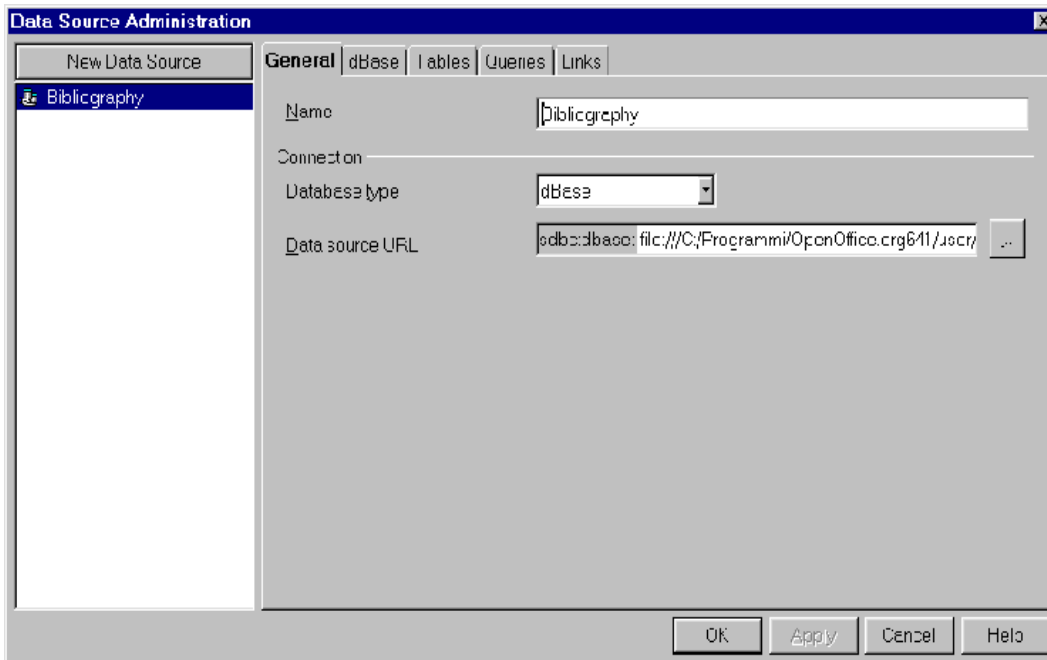 Data Source Administration
New Data Source
Bibliography
General dBase Tables Queries Links
Name
Bibliography
Connection
Database type
dBase
Data source URL
sdbc:dbase: file:///C:/Programmi/OpenOffice.org641/user/
...
OK Apply Cancel Help